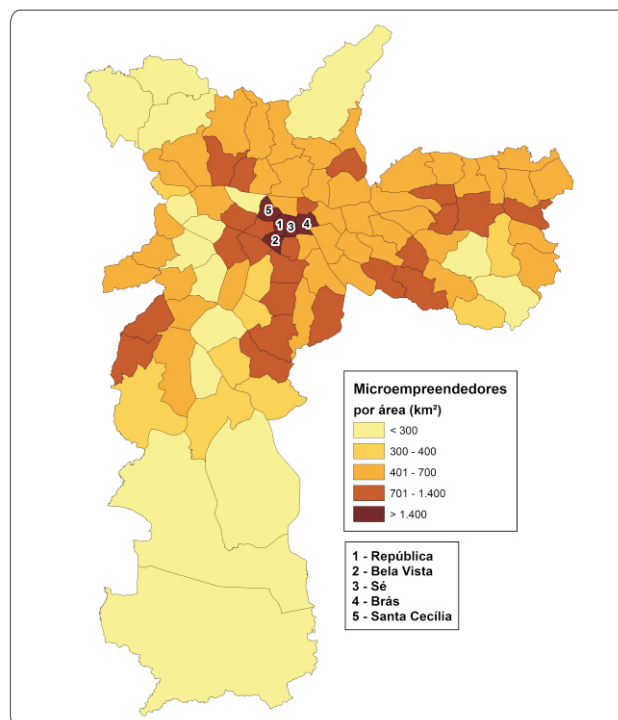 5
1
3
4
2
Microempreendedores
por área (km²)
< 300
300 - 400
401 - 700
701 - 1.400
> 1.400
1 - República
2 - Bela Vista
3 - Sé
4 - Brás
5 - Santa Cecília